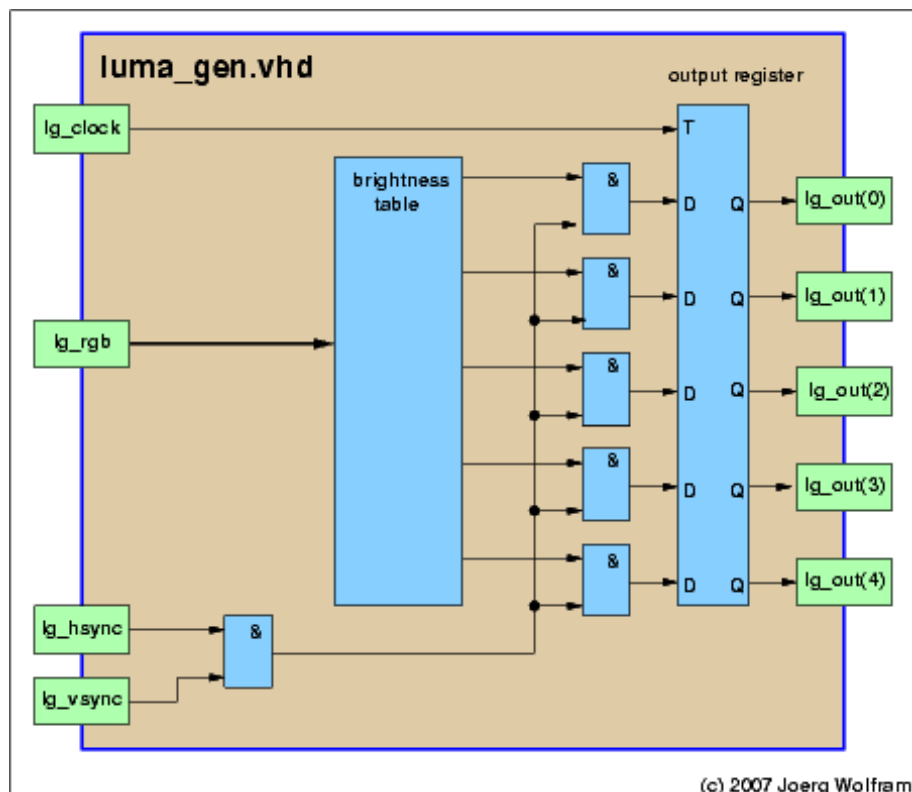 luma_gen.vhd
output register
lg_clock
T
brightness
table
&
D
Q
lg_out(0)
&
D
Q
lg_out(1)
lg_rgb
&
D
Q
lg_out(2)
&
D
Q
lg_out(3)
&
D
Q
lg_out(4)
lg_hsync
&
lg_vsync
(c) 2007 Joerg Wolfram